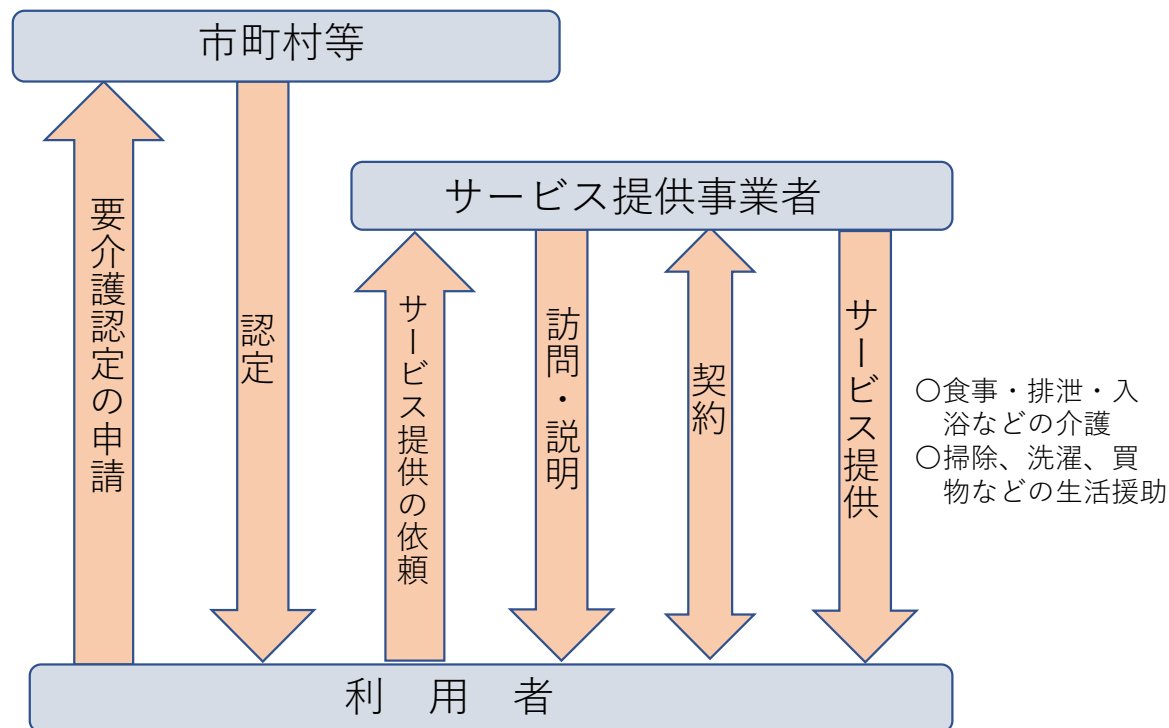 市町村等
サービス提供事業者
要介護認定の申請
認定
サービス提供の依頼
訪問・説明
契約
サービス提供
〇食事・排泄・入
浴などの介護
〇掃除、洗濯、買
物などの生活援助
利　用　者